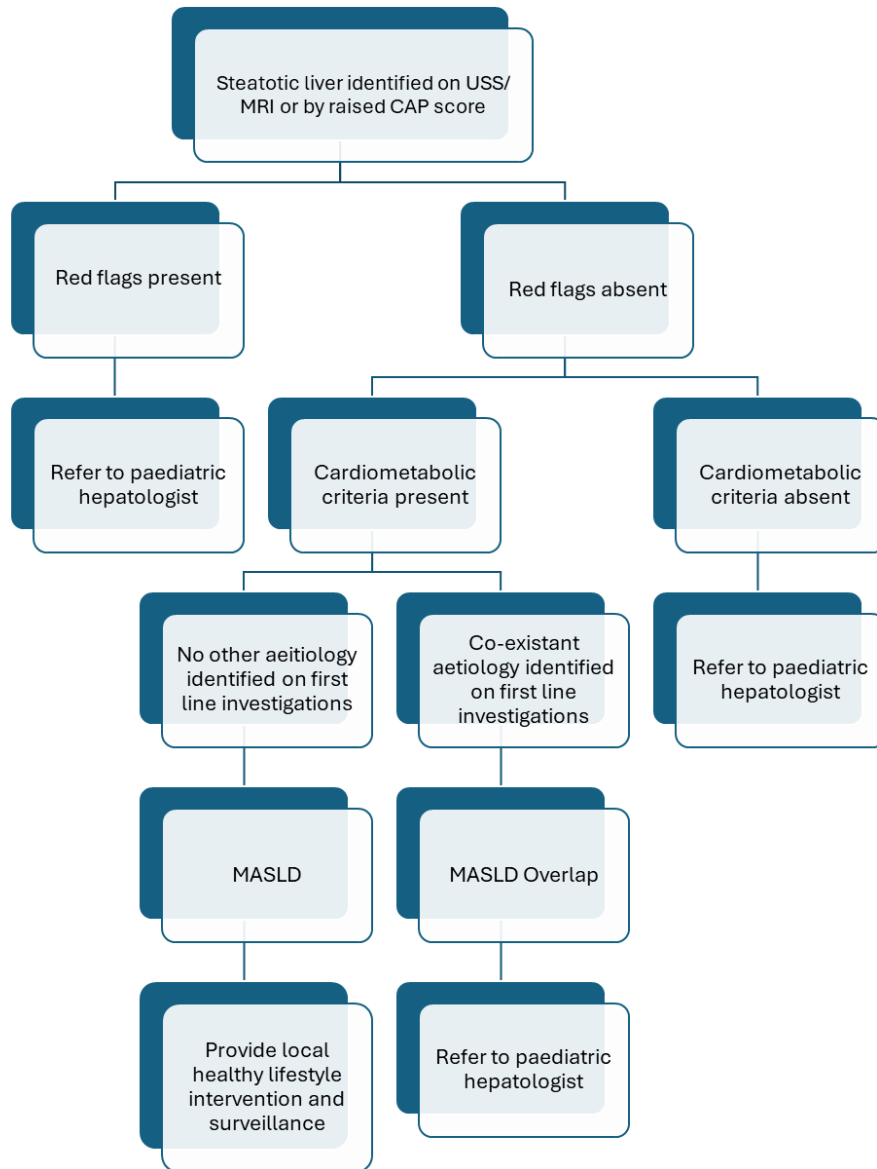 Steatotic liver identified on USS/
MRI or by raised CAP score
Red flags present
Red flags absent
Refer to paediatric
hepatologist
Cardiometabolic
criteria present
Cardiometabolic
criteria absent
No other aeitiology
identified on first
line investigations
Co-existant
aetiology identified
on first line
investigations
Refer to paediatric
hepatologist
MASLD
MASLD Overlap
Provide local
healthy lifestyle
intervention and
surveillance
Refer to paediatric
hepatologist